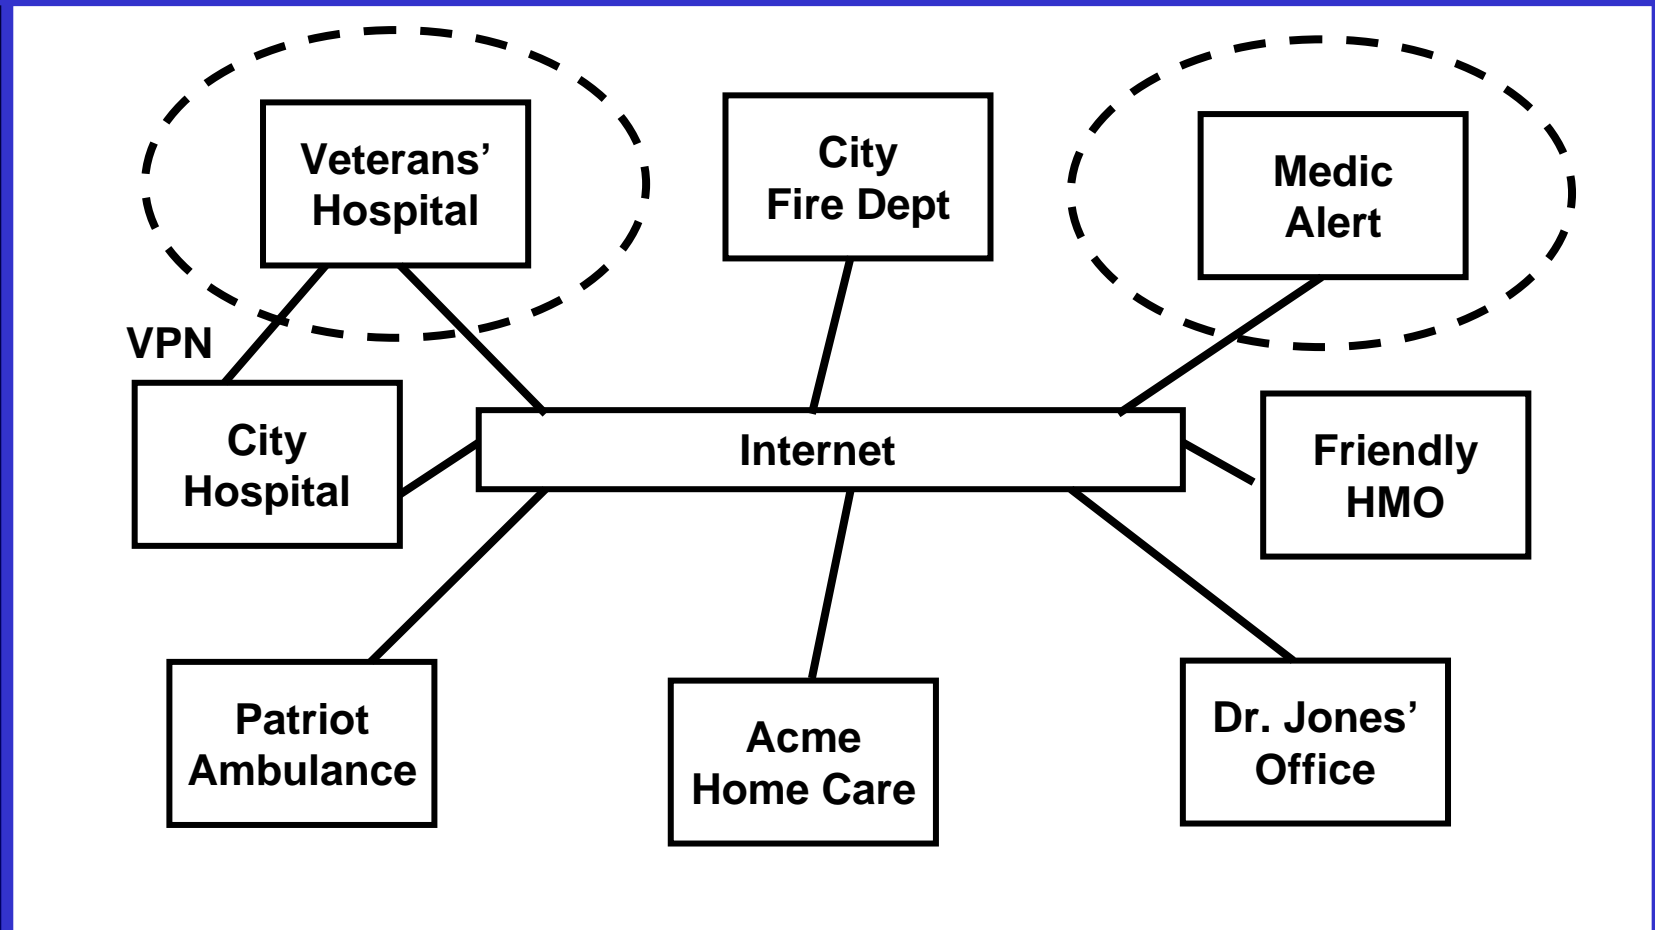 Veterans’
Hospital
City
Fire Dept
Medic
Alert
VPN
City
Hospital
Internet
Friendly
HMO
Patriot
Ambulance
Acme
Home Care
Dr. Jones’
Office